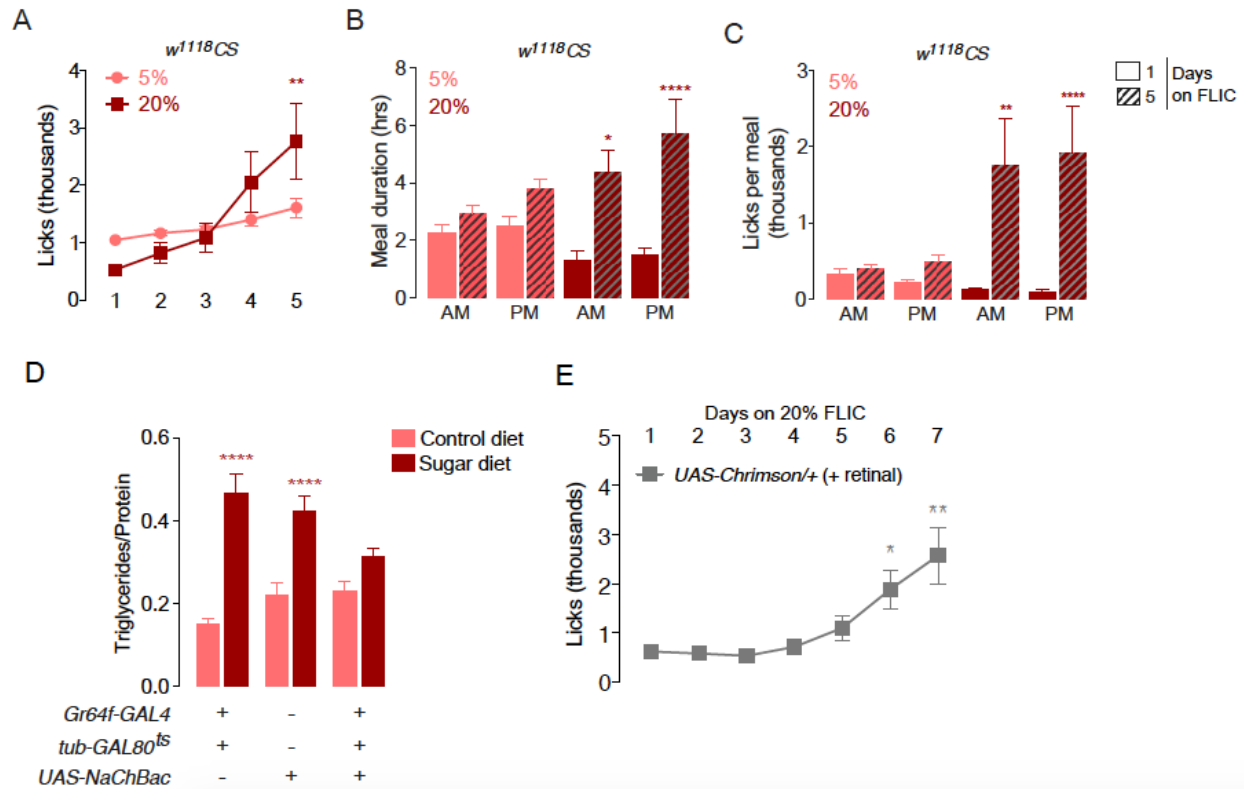 A
w1118CS
5%
20%
**
Licks (thousands)
4
3
2
1
0
1 2 3 4 5
B
w1118CS
5%
20%
*
****
Meal duration (hrs)
8
6
4
2
0
AM PM AM PM
C
w1118CS
5%
20%
**
****
Licks per meal
(thousands)
3
2
1
0
AM PM AM PM
1 Days
5 on FLIC
D
Control diet
Sugar diet
****
****
Triglycerides/Protein
0.6
0.4
0.2
0.0
Gr64f-GAL4 + - +
tub-GAL80ts + - +
UAS-NaChBac - + +
E
Days on 20% FLIC
1 2 3 4 5 6 7
UAS-Chrimson/+ (+ retinal)
*
**
Licks (thousands)
5
4
3
2
1
0